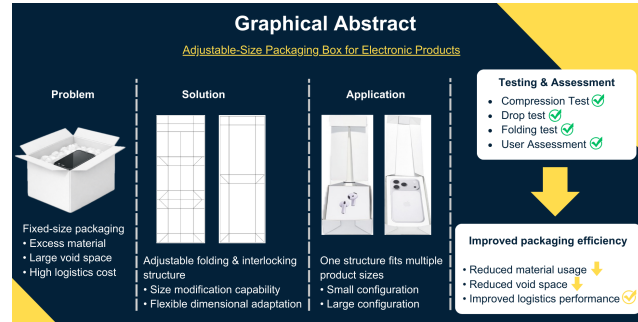 Graphical Abstract
Adjustable-Size Packaging Box for Electronic Products
Problem
Fixed-size packaging
• Excess material
• Large void space
• High logistics cost
Solution
Adjustable folding & interlocking
structure
• Size modification capability
• Flexible dimensional adaptation
Application
One structure fits multiple
product sizes
• Small configuration
• Large configuration
Testing & Assessment
• Compression Test
• Drop test
• Folding test
• User Assessment
Improved packaging efficiency
• Reduced material usage
• Reduced void space
• Improved logistics performance